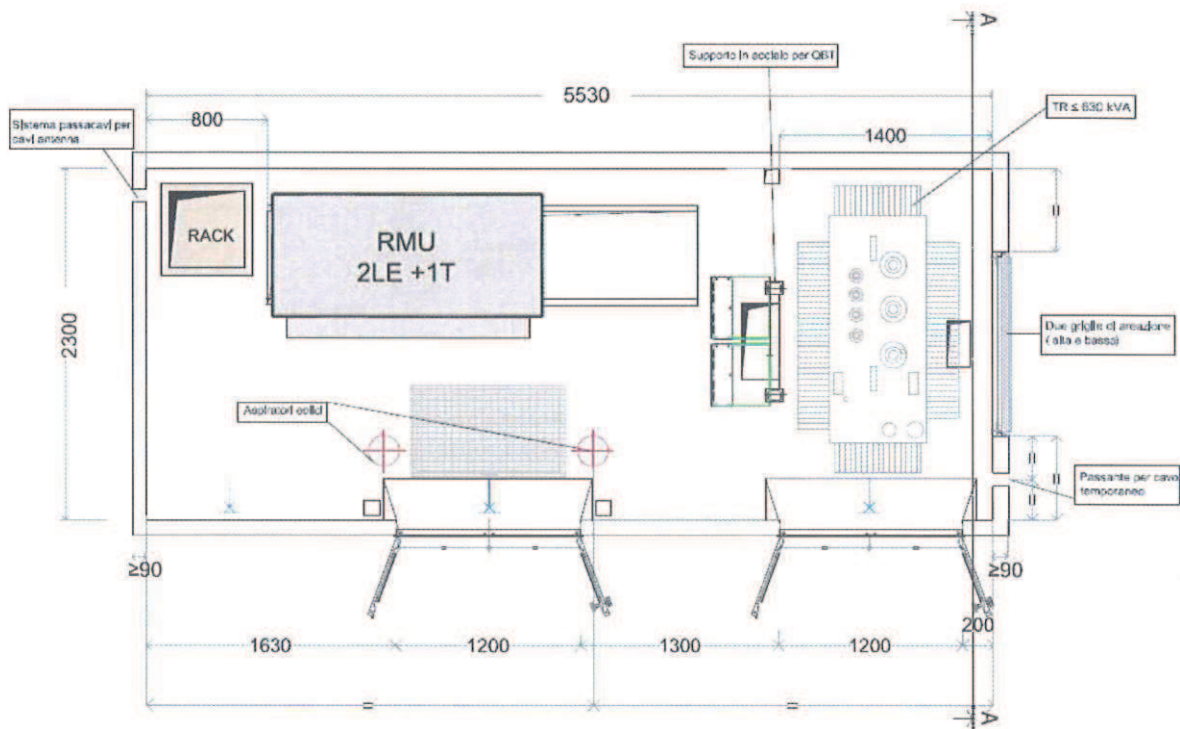 A
Supporto in acciaio per QBT
5530
TR ≤ 630 kVA
Sistema passacavi per
cavi antenna
800
1400
RACK
RMU
2LE +1T
2300
Due griglie di areazione
( alta e bassa)
Aspiratori eolici
Passante per cavo
temporaneo
≥90
≥90
1630
1200
1300
1200
200
A